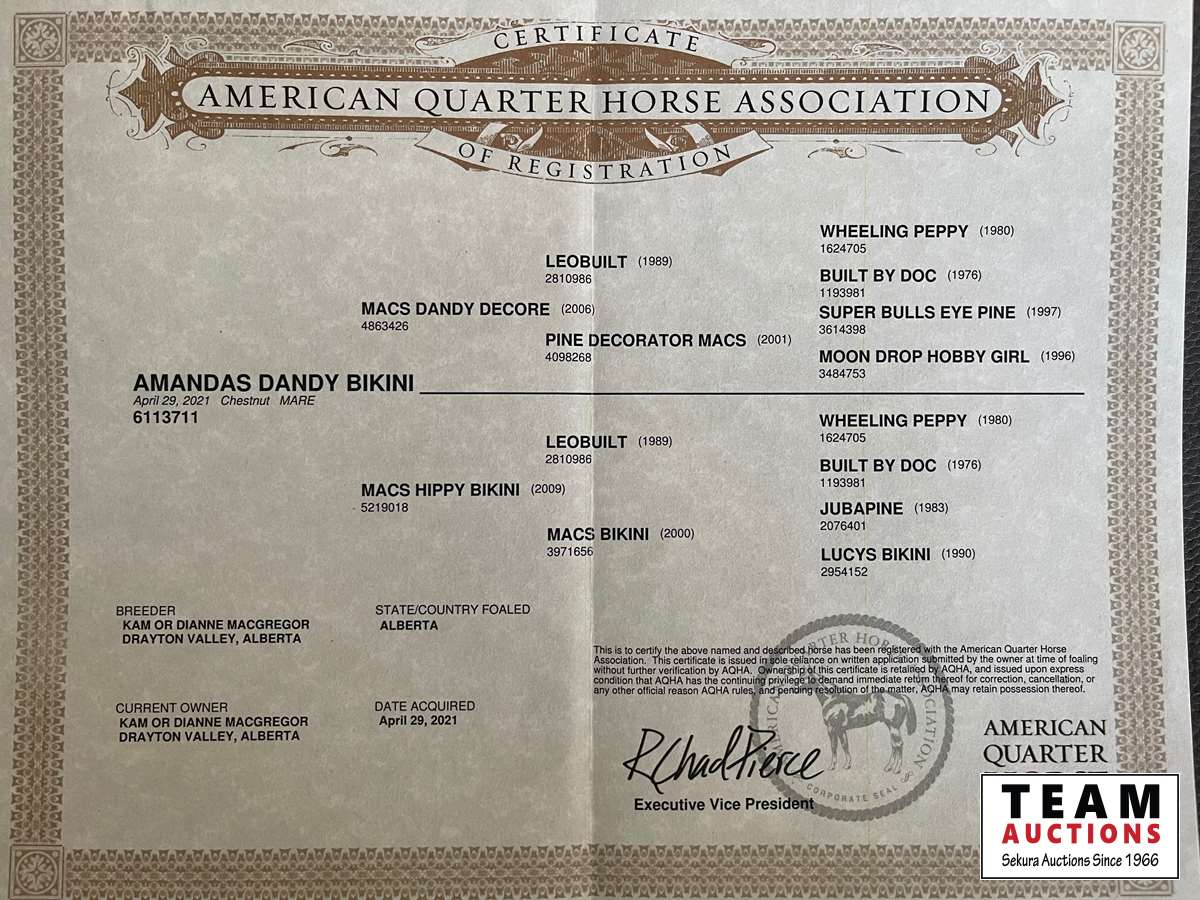 CERTIFICATE
AMERICAN QUARTER HORSE ASSOCIATION
OF REGISTRATION
WHEELING PEPPY (1980)
1624705
LEOBUILT (1989)
2810986
BUILT BY DOC (1976)
1193981
MACS DANDY DECORE (2006)
4863426
SUPER BULLS EYE PINE (1997)
3614398
PINE DECORATOR MACS (2001)
4098268
MOON DROP HOBBY GIRL (1996)
3484753
AMANDAS DANDY BIKINI
April 29, 2021 Chestnut MARE
6113711
WHEELING PEPPY (1980)
1624705
LEOBUILT (1989)
2810986
BUILT BY DOC (1976)
1193981
MACS HIPPY BIKINI (2009)
5219018
JUBAPINE (1983)
2076401
MACS BIKINI (2000)
3971656
LUCYS BIKINI (1990)
2954152
BREEDER
KAM OR DIANNE MACGREGOR
DRAYTON VALLEY, ALBERTA
STATE/COUNTRY FOALED
ALBERTA
This is to certify the above named and described horse has been registered with the American Quarter Horse
Association. This certificate is issued in sole reliance on written application submitted by the owner at time of foaling
without further verification by AQHA. Ownership of this certificate is retained by AQHA, and issued upon express
condition that AQHA has the continuing privilege to demand immediate return thereof for correction, cancellation, or
any other official reason AQHA rules, and pending resolution of the matter, AQHA may retain possession thereof.
CURRENT OWNER
KAM OR DIANNE MACGREGOR
DRAYTON VALLEY, ALBERTA
DATE ACQUIRED
April 29, 2021
R Chad Pierce
Executive Vice President
AMERICAN QUARTER HORSE ASSOCIATION
CORPORATE SEAL
AMERICAN
QUARTER
TEAM
AUCTIONS
Sekura Auctions Since 1966